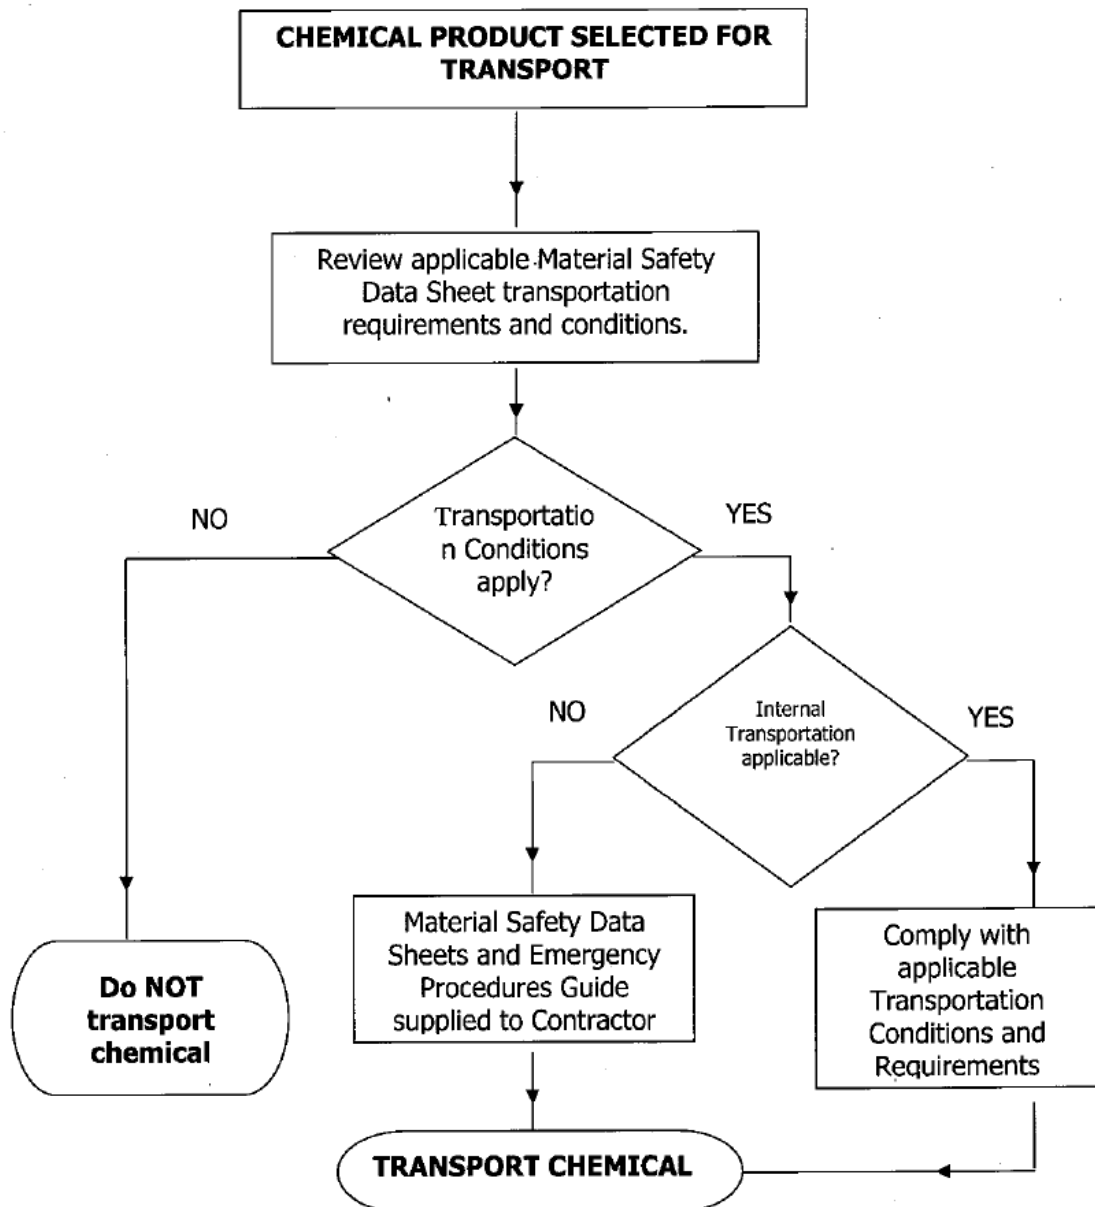 CHEMICAL PRODUCT SELECTED FOR
TRANSPORT
Review applicable Material Safety
Data Sheet transportation
requirements and conditions.
NO
Transportatio
n Conditions
apply?
YES
NO
Internal
Transportation
applicable?
YES
Material Safety Data
Sheets and Emergency
Procedures Guide
supplied to Contractor
Comply with
applicable
Transportation
Conditions and
Requirements
Do NOT
transport
chemical
TRANSPORT CHEMICAL